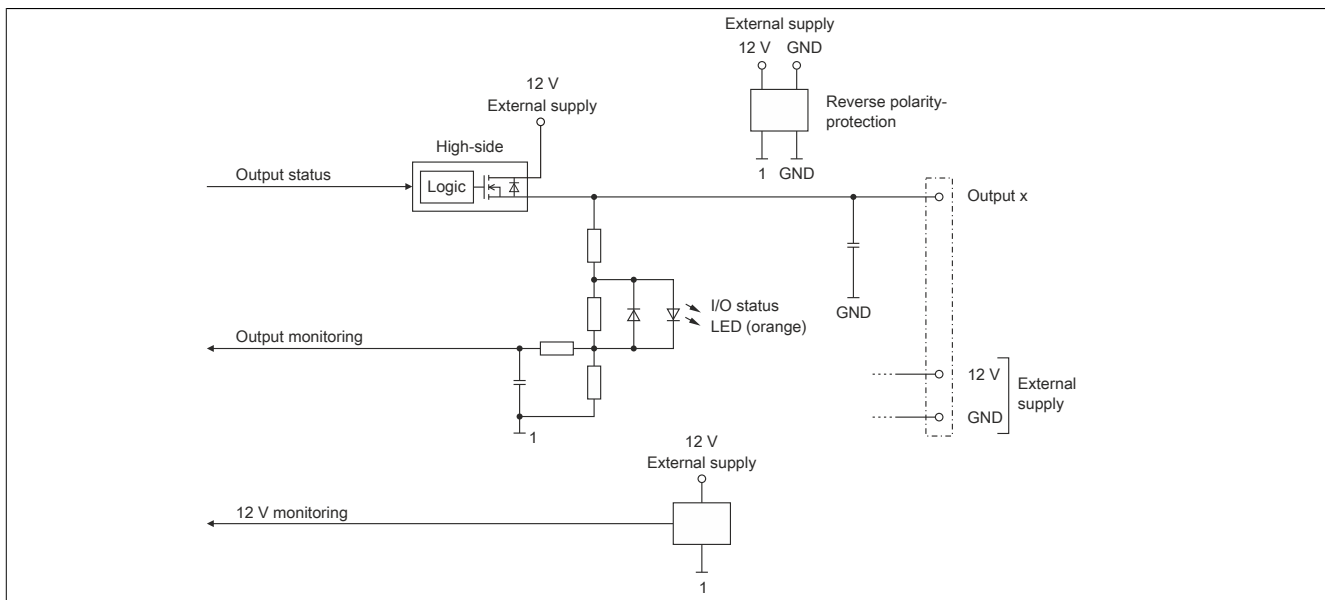 External supply
12 V GND
12 V
External supply
Reverse polarity-
protection
High-side
Output status
Logic
1 GND
Output x
I/O status
LED (orange)
GND
Output monitoring
12 V
External
supply
GND
1
12 V
External supply
12 V monitoring
1